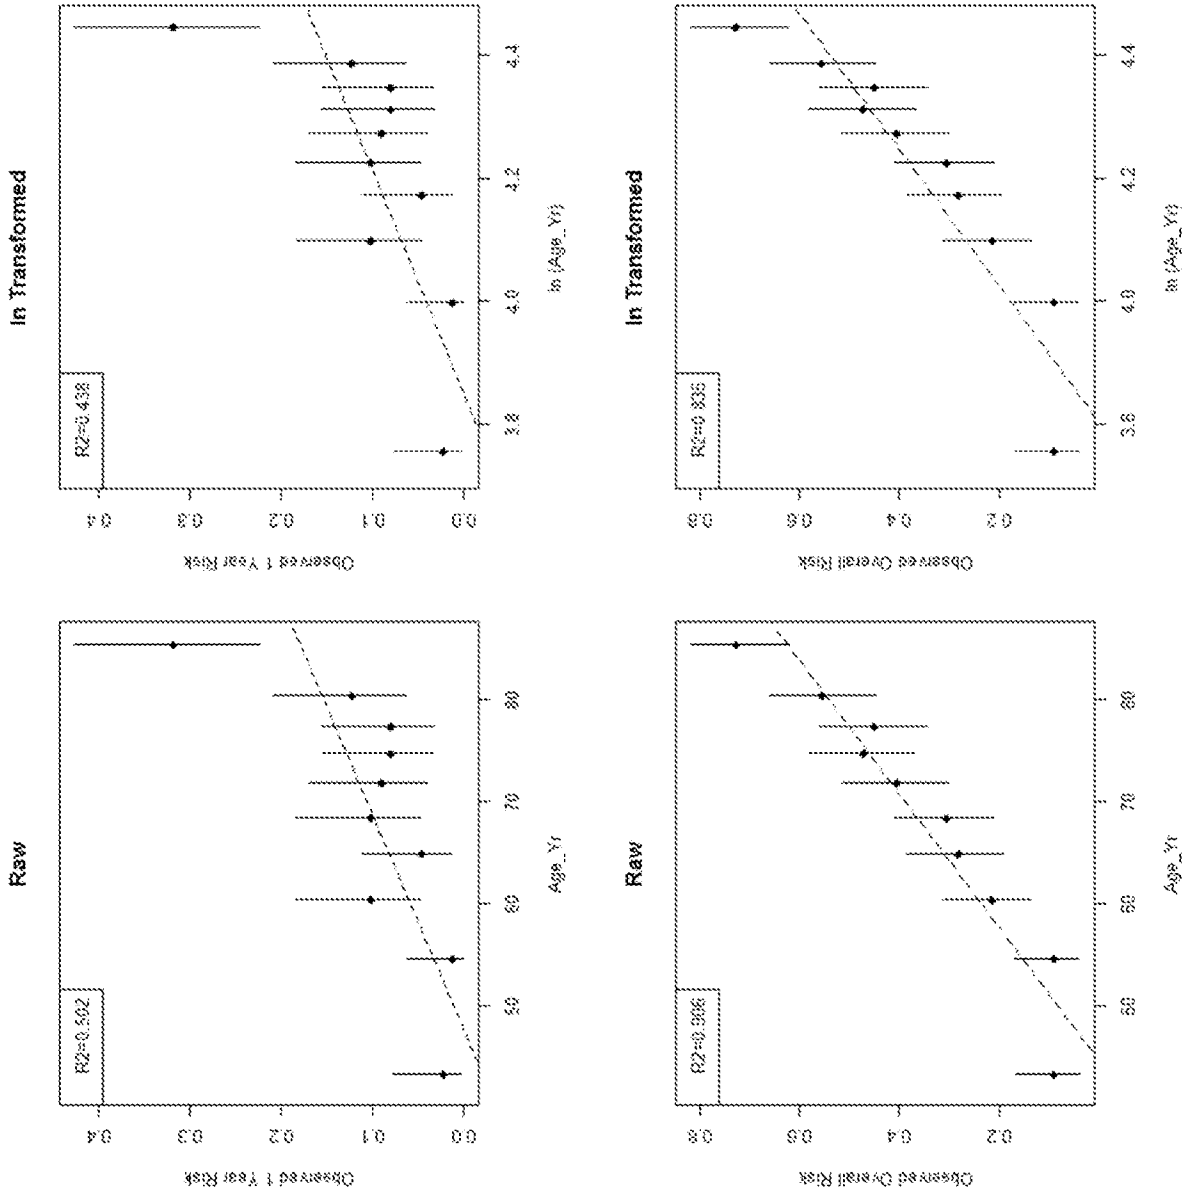 Raw
R2=0.502
Observed 1 Year Risk
0.4
0.3
0.2
0.1
0.0
50 60 70 80
Age_Yr
ln Transformed
R2=0.438
Observed 1 Year Risk
0.4
0.3
0.2
0.1
0.0
3.8 4.0 4.2 4.4
ln (Age_Yr)
Raw
R2=0.906
Observed Overall Risk
0.8
0.6
0.4
0.2
50 60 70 80
Age_Yr
ln Transformed
R2=0.835
Observed Overall Risk
0.8
0.6
0.4
0.2
3.8 4.0 4.2 4.4
ln (Age_Yr)